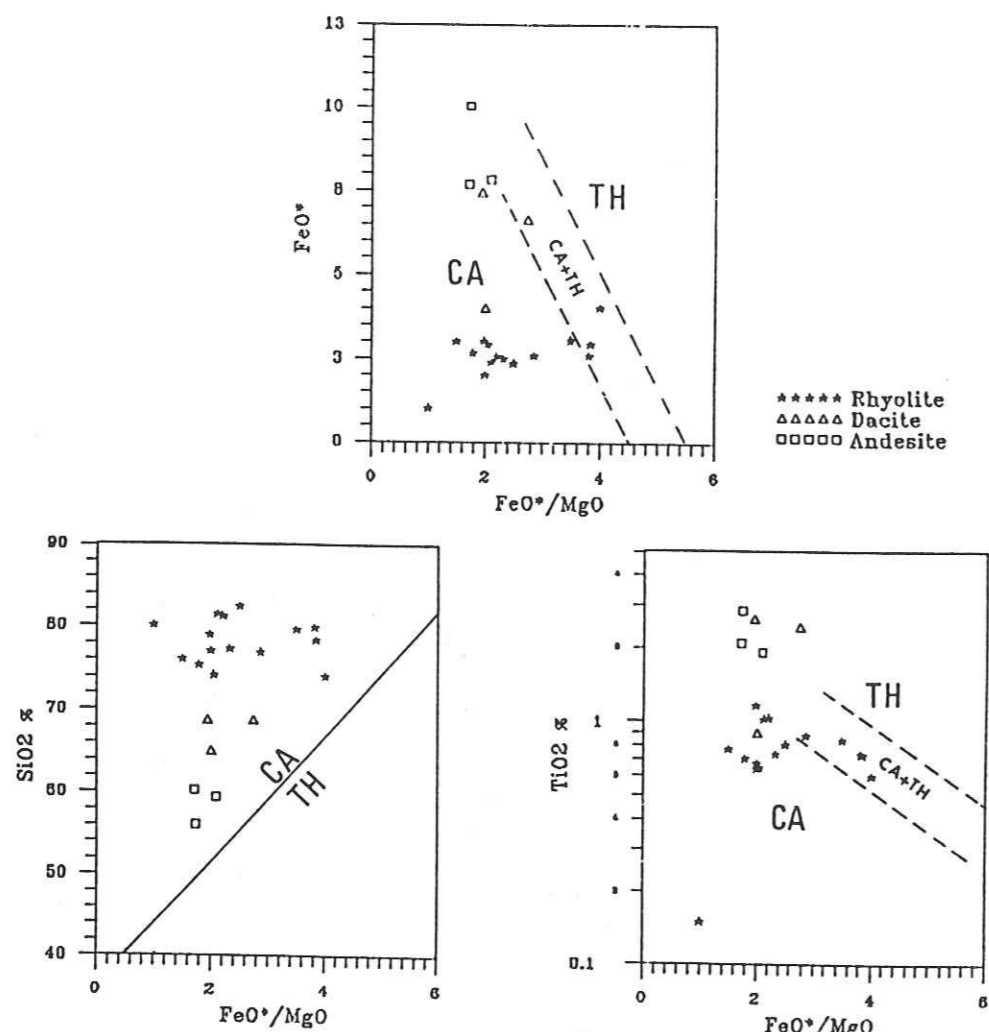 13
10
8
5
3
0
FeO*
TH
CA+TH
CA
0 2 4 6
FeO*/MgO
Rhyolite
Dacite
Andesite
90
80
70
60
50
40
SiO2 %
CA
TH
0 2 4 6
FeO*/MgO
1
0.1
TiO2 %
TH
CA+TH
CA
0 2 4 6
FeO*/MgO